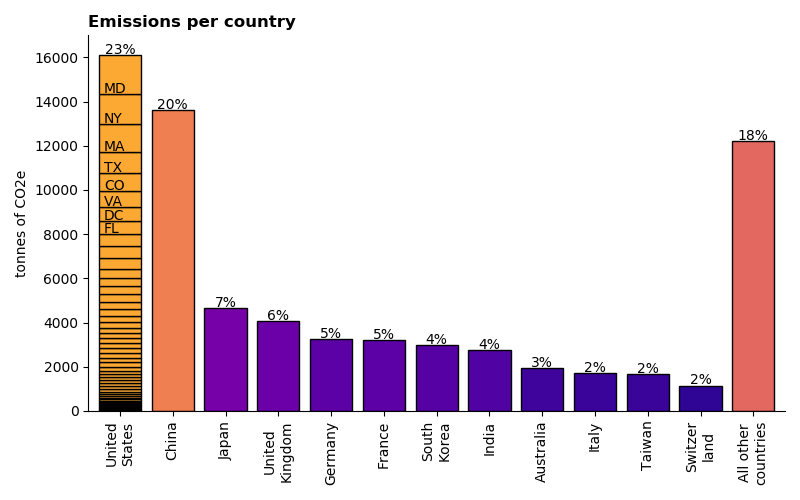 Emissions per country
tonnes of CO2e
16000
14000
12000
10000
8000
6000
4000
2000
0
23%
MD
NY
MA
TX
CO
VA
DC
FL
20%
7%
6%
5%
5%
4%
4%
3%
2%
2%
2%
18%
United
States
China
Japan
United
Kingdom
Germany
France
South
Korea
India
Australia
Italy
Taiwan
Switzer
land
All other
countries